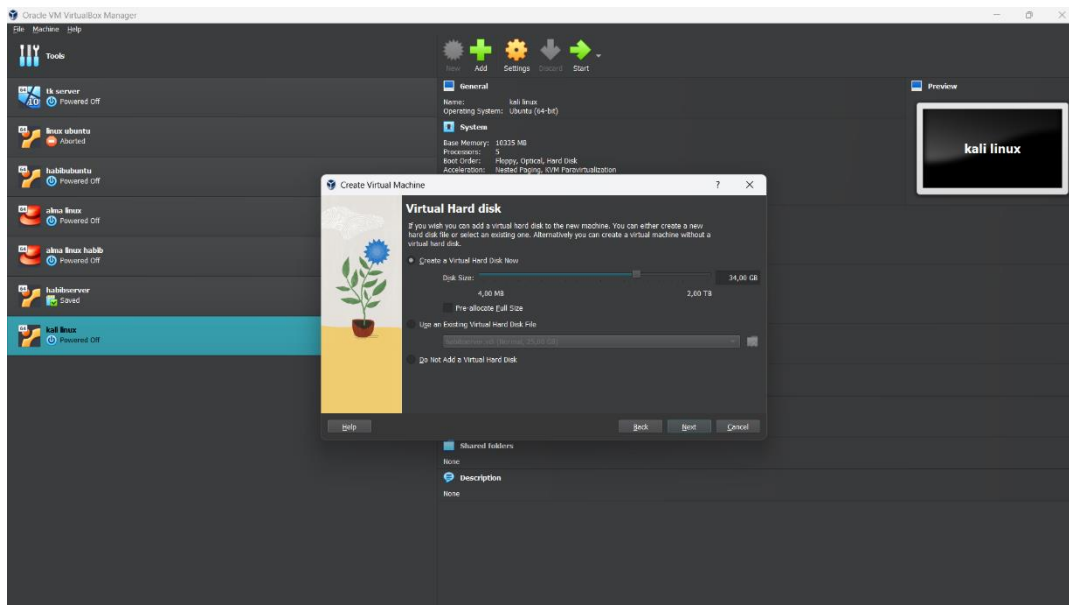 Oracle VM VirtualBox Manager
File Machine Help
Tools
New Add Settings Discard Start
tk server
Powered Off
linux ubuntu
Aborted
habibubuntu
Powered Off
alma linux
Powered Off
alma linux habib
Powered Off
habibserver
Saved
kali linux
Powered Off
General
Name: kali linux
Operating System: Ubuntu (64-bit)
System
Base Memory: 10335 MB
Processors: 5
Boot Order: Floppy, Optical, Hard Disk
Acceleration: Nested Paging, KVM Paravirtualization
Preview
kali linux
Create Virtual Machine
Virtual Hard disk
If you wish you can add a virtual hard disk to the new machine. You can either create a new
hard disk file or select an existing one. Alternatively you can create a virtual machine without a
virtual hard disk.
Create a Virtual Hard Disk Now
Disk Size:
34,00 GB
4,00 MB 2,00 TB
Pre-allocate Full Size
Use an Existing Virtual Hard Disk File
Do Not Add a Virtual Hard Disk
Help Back Next Cancel
Shared folders
None
Description
None